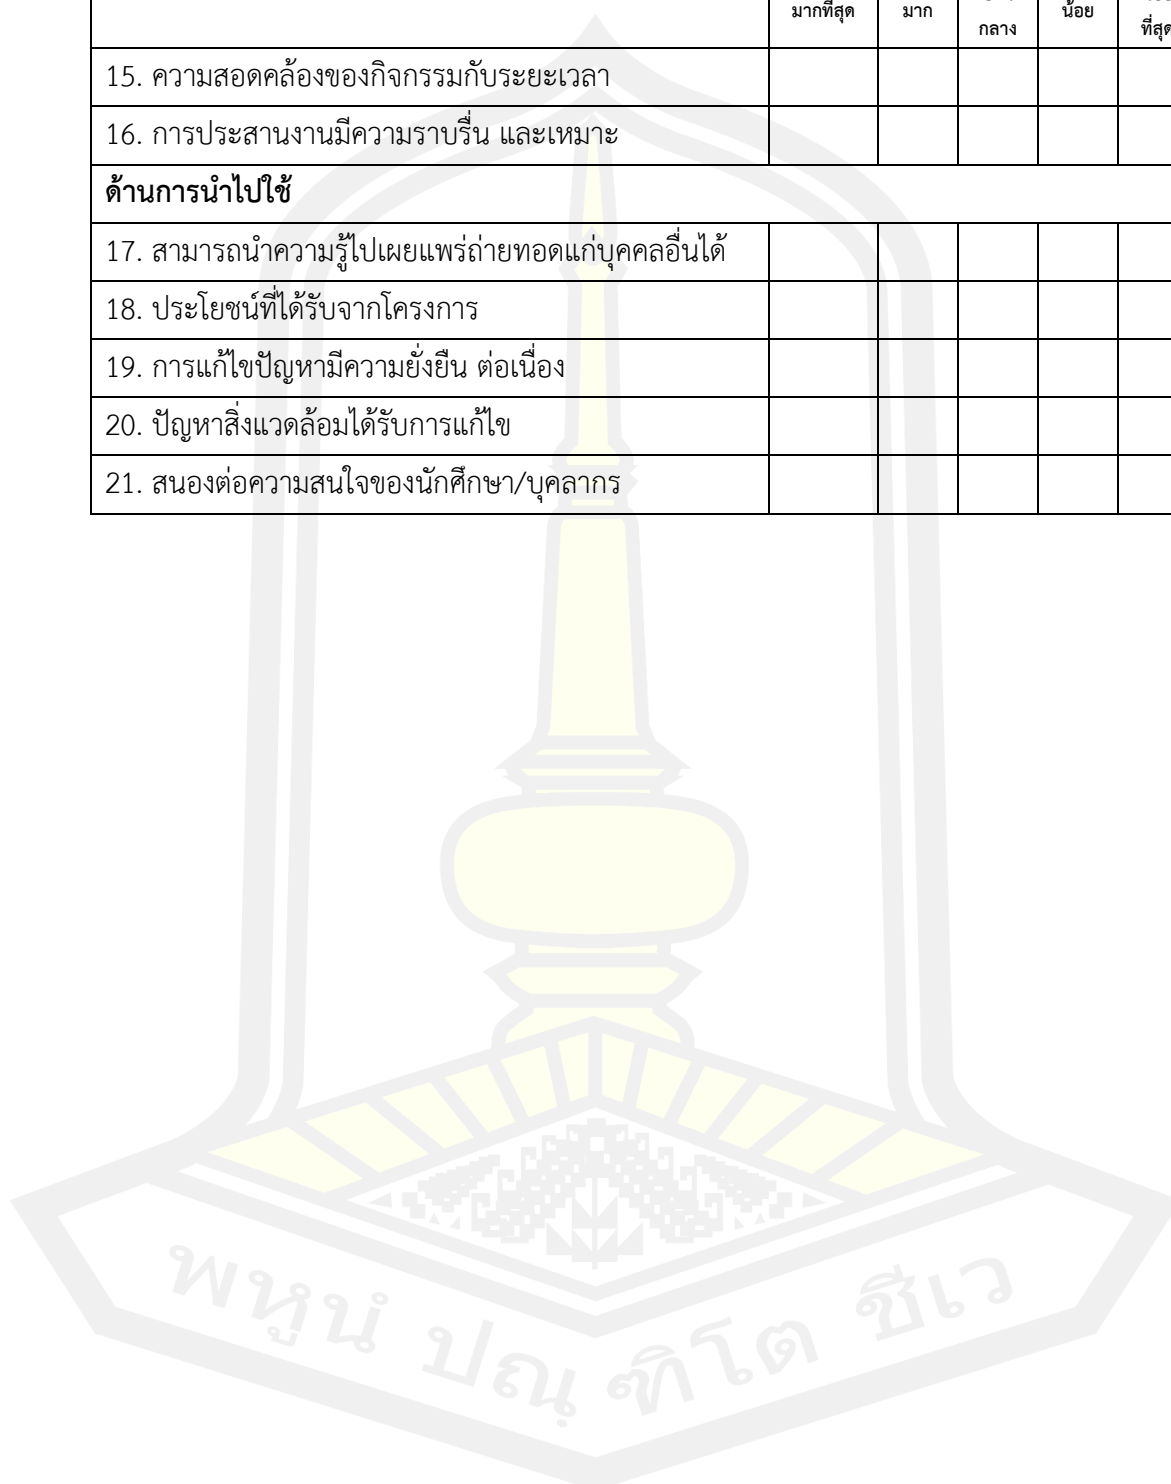 มากที่สุด มาก กลาง น้อย ที่สุด
15. ความสอดคล้องของกิจกรรมกับระยะเวลา
16. การประสานงานมีความราบรื่น และเหมาะ
ด้านการนำไปใช้
17. สามารถนำความรู้ไปเผยแพร่ถ่ายทอดแก่บุคคลอื่นได้
18. ประโยชน์ที่ได้รับจากโครงการ
19. การแก้ไขปัญหามีความยั่งยืน ต่อเนื่อง
20. ปัญหาสิ่งแวดล้อมได้รับการแก้ไข
21. สนองต่อความสนใจของนักศึกษา/บุคลากร
พหูนํ ปณฺฑิโต ชีเว